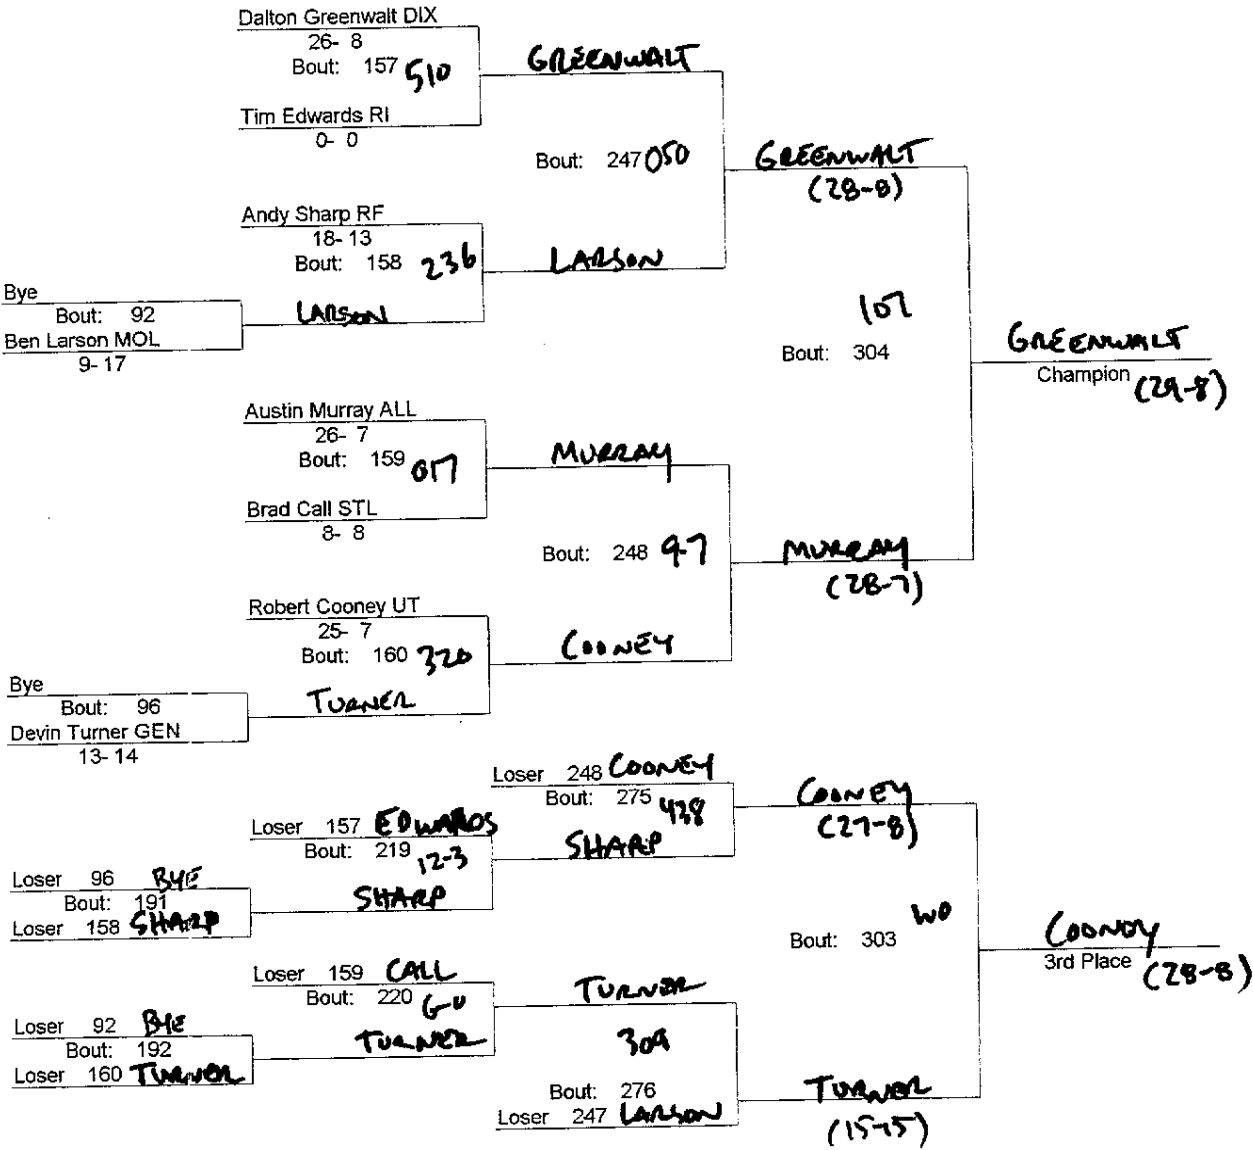 Dalton Greenwalt DIX
26- 8
Bout: 157 510
Tim Edwards RI
0- 0
GREENWALT
Bout: 247 050
Andy Sharp RF
18- 13
Bout: 158 236
LARSON
Bye
Bout: 92
Ben Larson MOL
9- 17
LARSON
GREENWALT
(28-8)
107
Bout: 304
GREENWALT
Champion (29-8)
Austin Murray ALL
26- 7
Bout: 159 017
Brad Call STL
8- 8
MURRAY
Bout: 248 9-7
MURRAY
(28-7)
Robert Cooney UT
25- 7
Bout: 160 320
COONEY
Bye
Bout: 96
Devin Turner GEN
13- 14
TURNER
Loser 248 COONEY
Bout: 275 438
SHARP
COONEY
(27-8)
Loser 157 EDWARDS
Bout: 219 12-3
SHARP
Loser 96 BYE
Bout: 191
Loser 158 SHARP
Bout: 303 WO
COONEY
3rd Place (28-8)
Loser 159 CALL
Bout: 220 6-0
TURNER
Loser 92 BYE
Bout: 192
Loser 160 TURNER
TURNER
309
Bout: 276
Loser 247 LARSON
TURNER
(15-15)